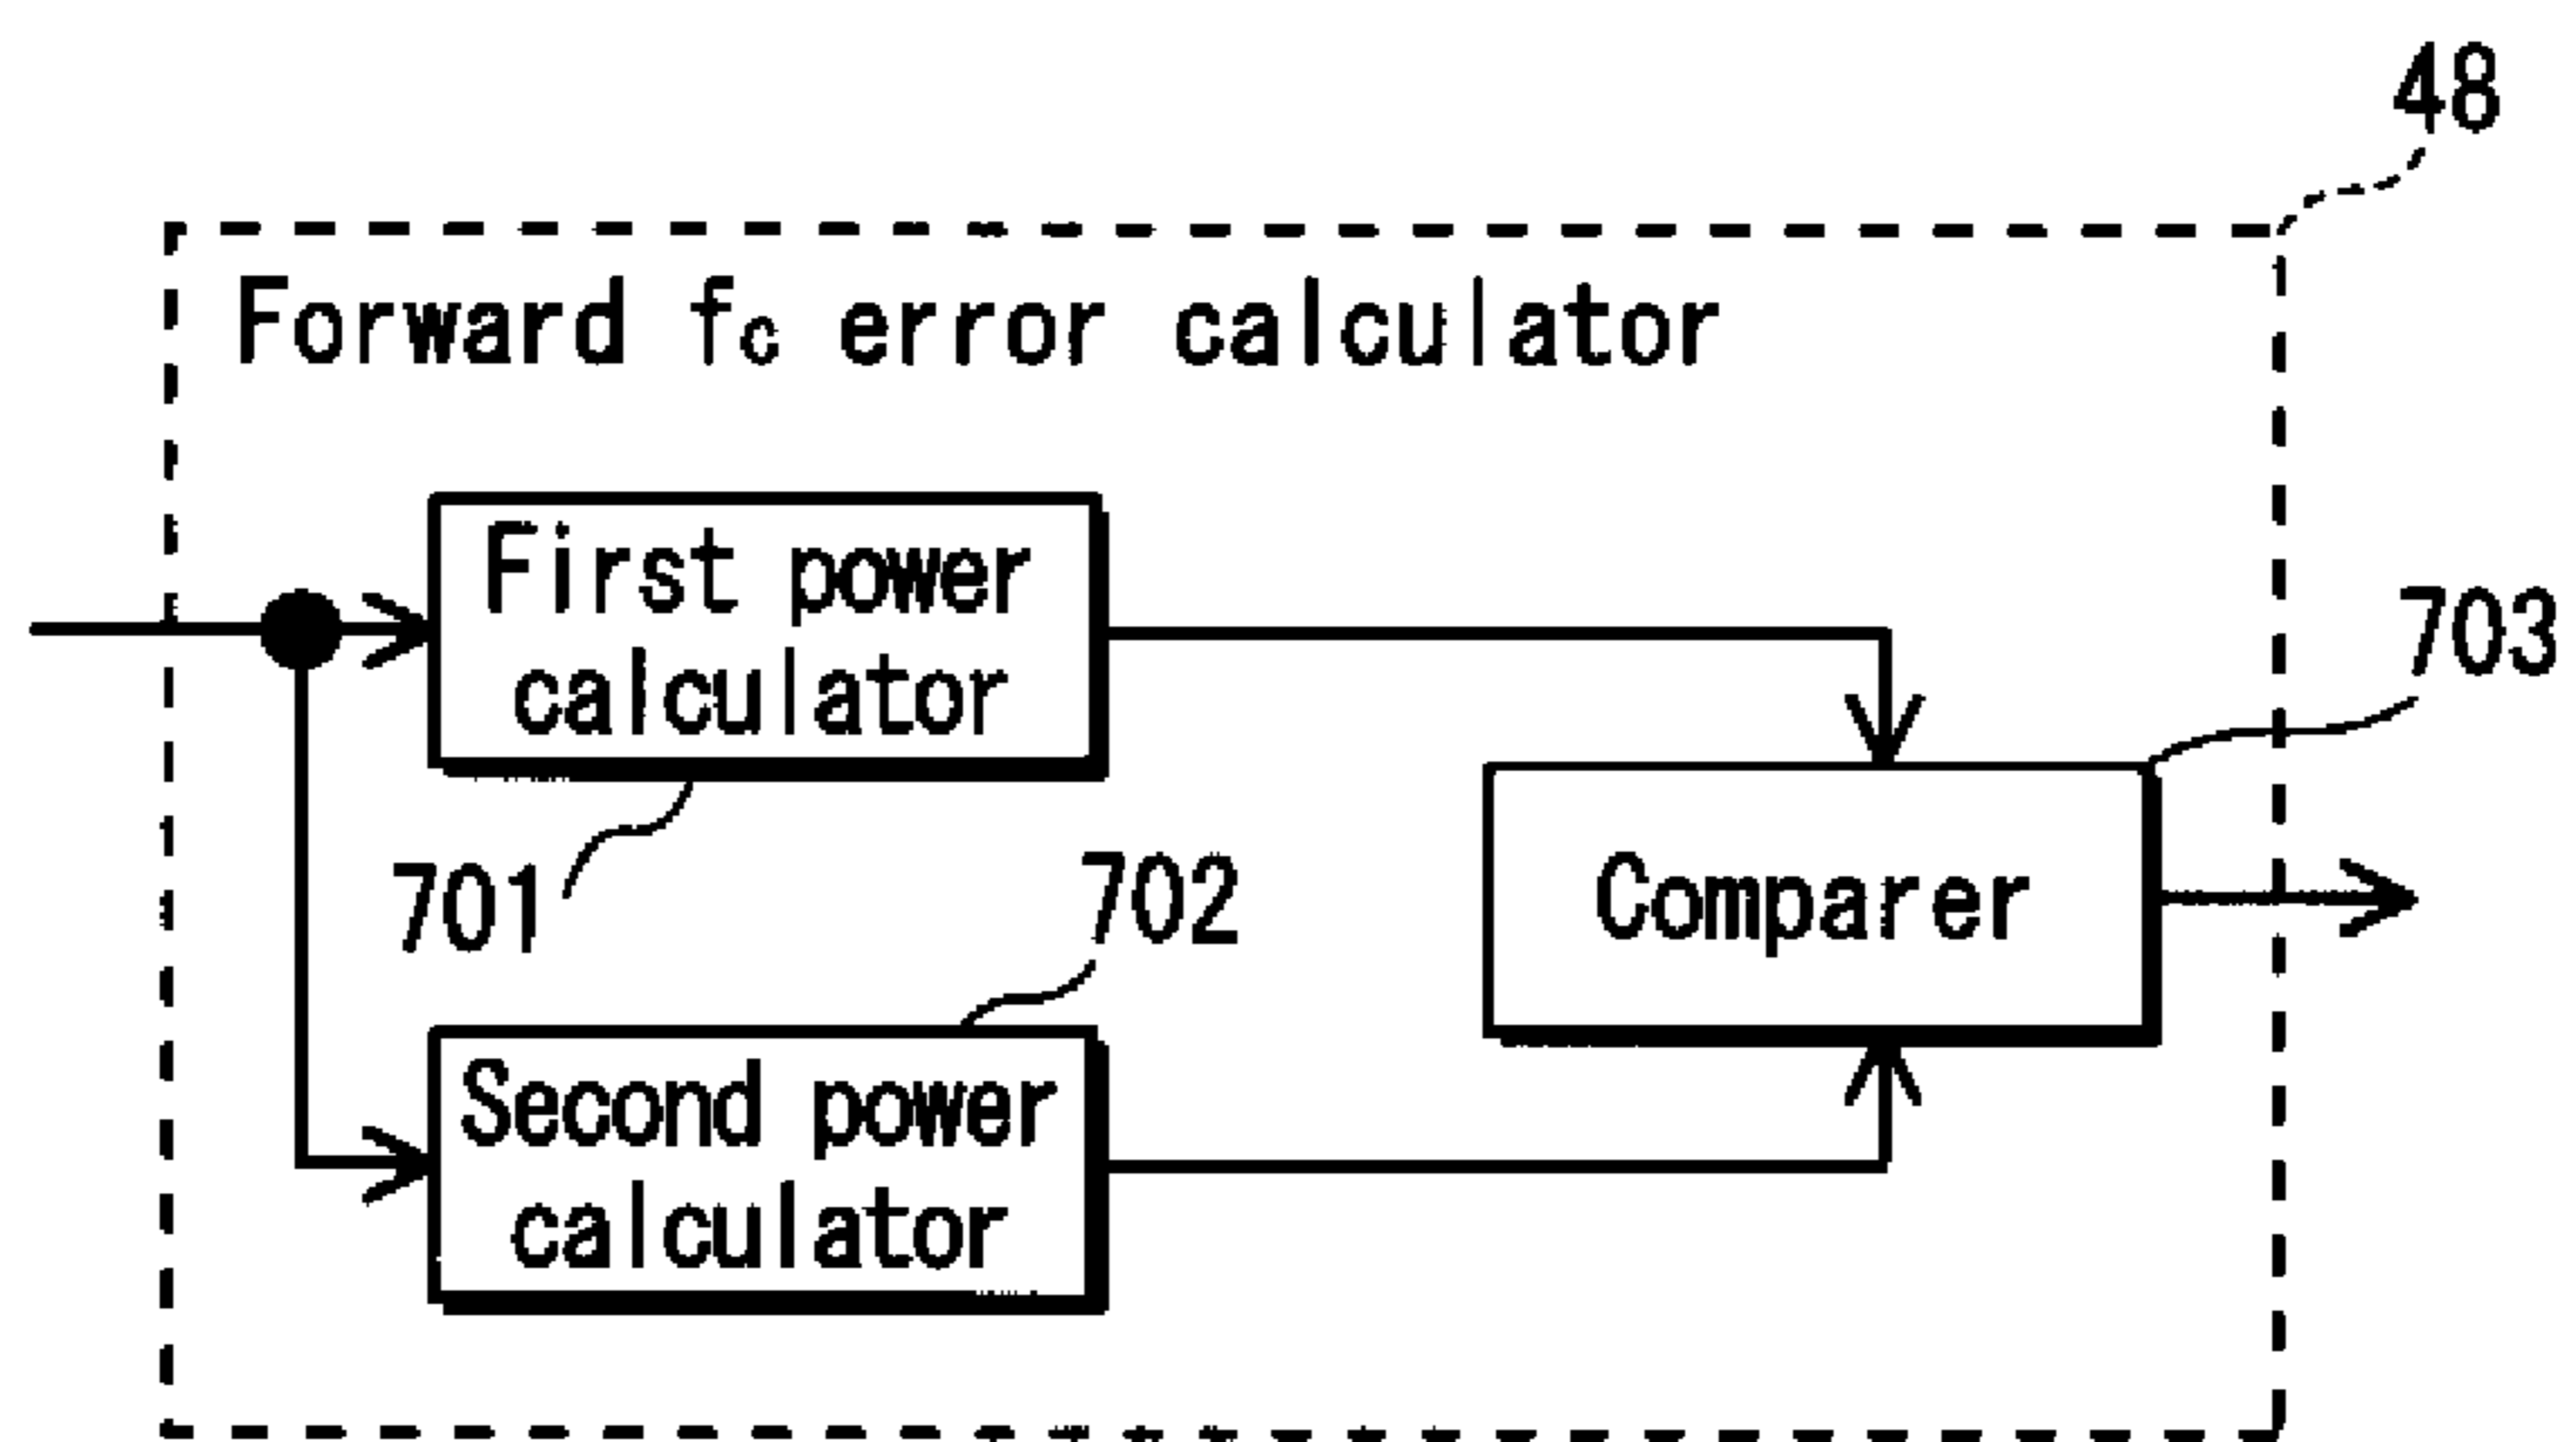 48
Forward fc error calculator
First power
calculator
703
701
702
Comparer
Second power
calculator